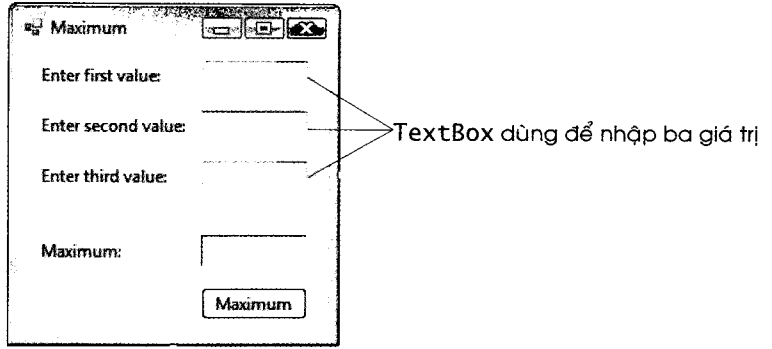 Maximum
Enter first value:
Enter second value:
TextBox dùng để nhập ba giá trị
Enter third value:
Maximum:
Maximum